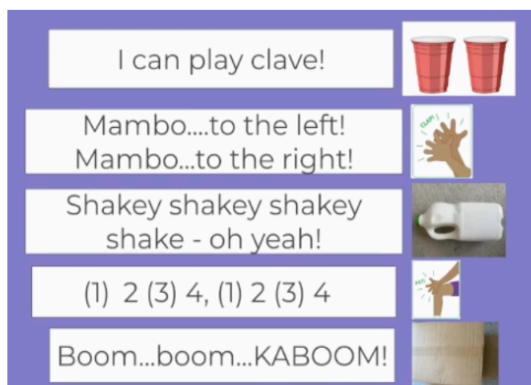 I can play clave!
Mambo....to the left!
Mambo...to the right!
Shakey shakey shakey
shake - oh yeah!
(1) 2 (3) 4, (1) 2 (3) 4
Boom...boom...KABOOM!
CLAP!